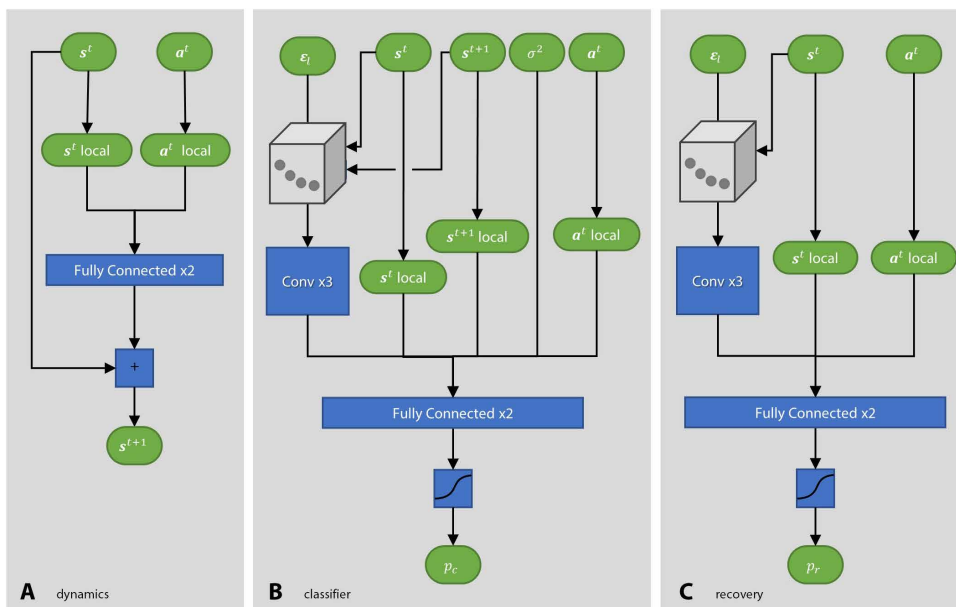 s^t
a^t
s^t local
a^t local
Fully Connected x2
+
s^{t+1}
A dynamics
ε_l
s^t
s^{t+1}
σ^2
a^t
s^{t+1} local
a^t local
s^t local
Conv x3
Fully Connected x2
p_c
B classifier
ε_l
s^t
a^t
s^t local
a^t local
Conv x3
Fully Connected x2
p_r
C recovery